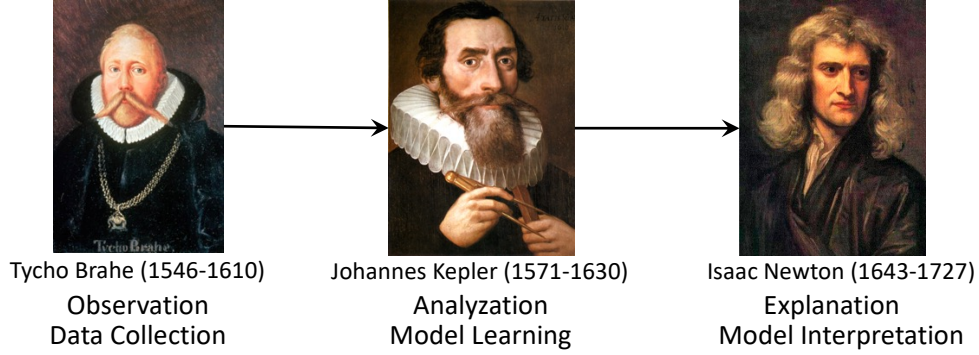 Tycho Brahe.
Tycho Brahe (1546-1610)
Observation
Data Collection
Johannes Kepler (1571-1630)
Analyzation
Model Learning
Isaac Newton (1643-1727)
Explanation
Model Interpretation